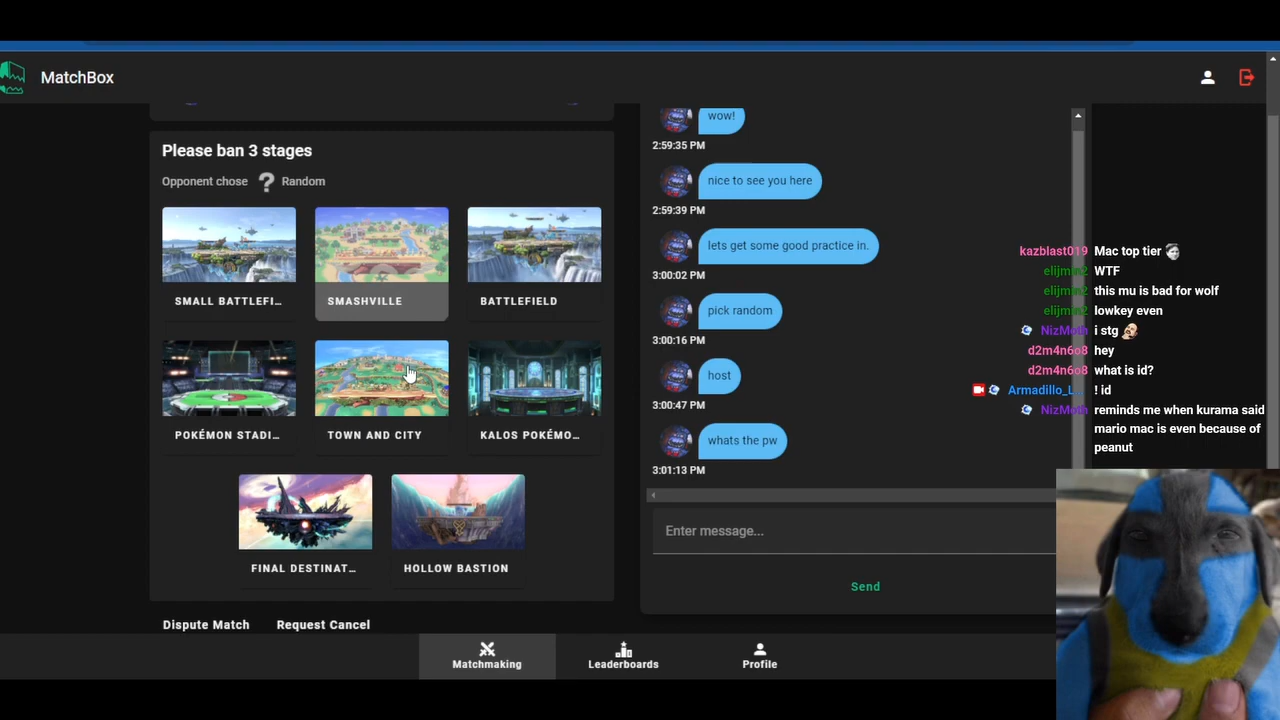 MatchBox
Please ban 3 stages
Opponent chose ? Random
SMALL BATTLEFI...
SMASHVILLE
BATTLEFIELD
POKÉMON STADI...
TOWN AND CITY
KALOS POKÉMO...
FINAL DESTINAT...
HOLLOW BASTION
Dispute Match
Request Cancel
wow!
2:59:35 PM
nice to see you here
2:59:39 PM
lets get some good practice in.
3:00:02 PM
pick random
3:00:16 PM
host
3:00:47 PM
whats the pw
3:01:13 PM
Enter message...
Send
kazblast019 Mac top tier
WTF
this mu is bad for wolf
lowkey even
i stg
d2m4n6o8 hey
d2m4n6o8 what is id?
Armadillo_L... ! id
reminds me when kurama said
mario mac is even because of
peanut
Matchmaking
Leaderboards
Profile